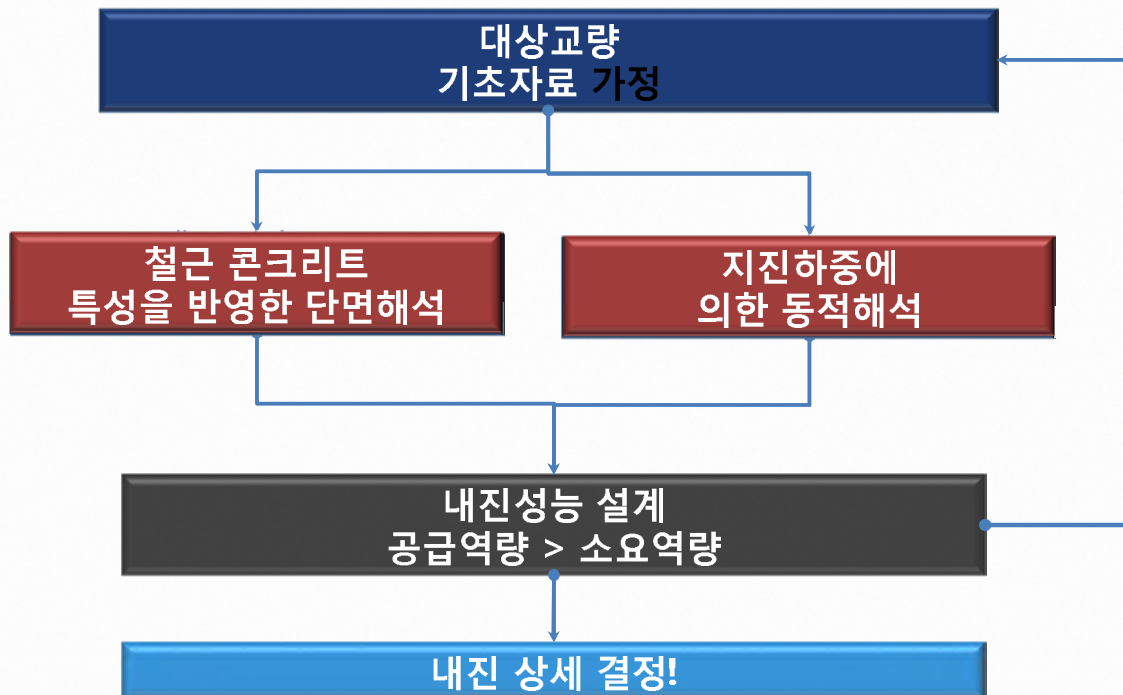 대상교량
기초자료 가정
철근 콘크리트
특성을 반영한 단면해석
지진하중에
의한 동적해석
내진성능 설계
공급역량 > 소요역량
내진 상세 결정!